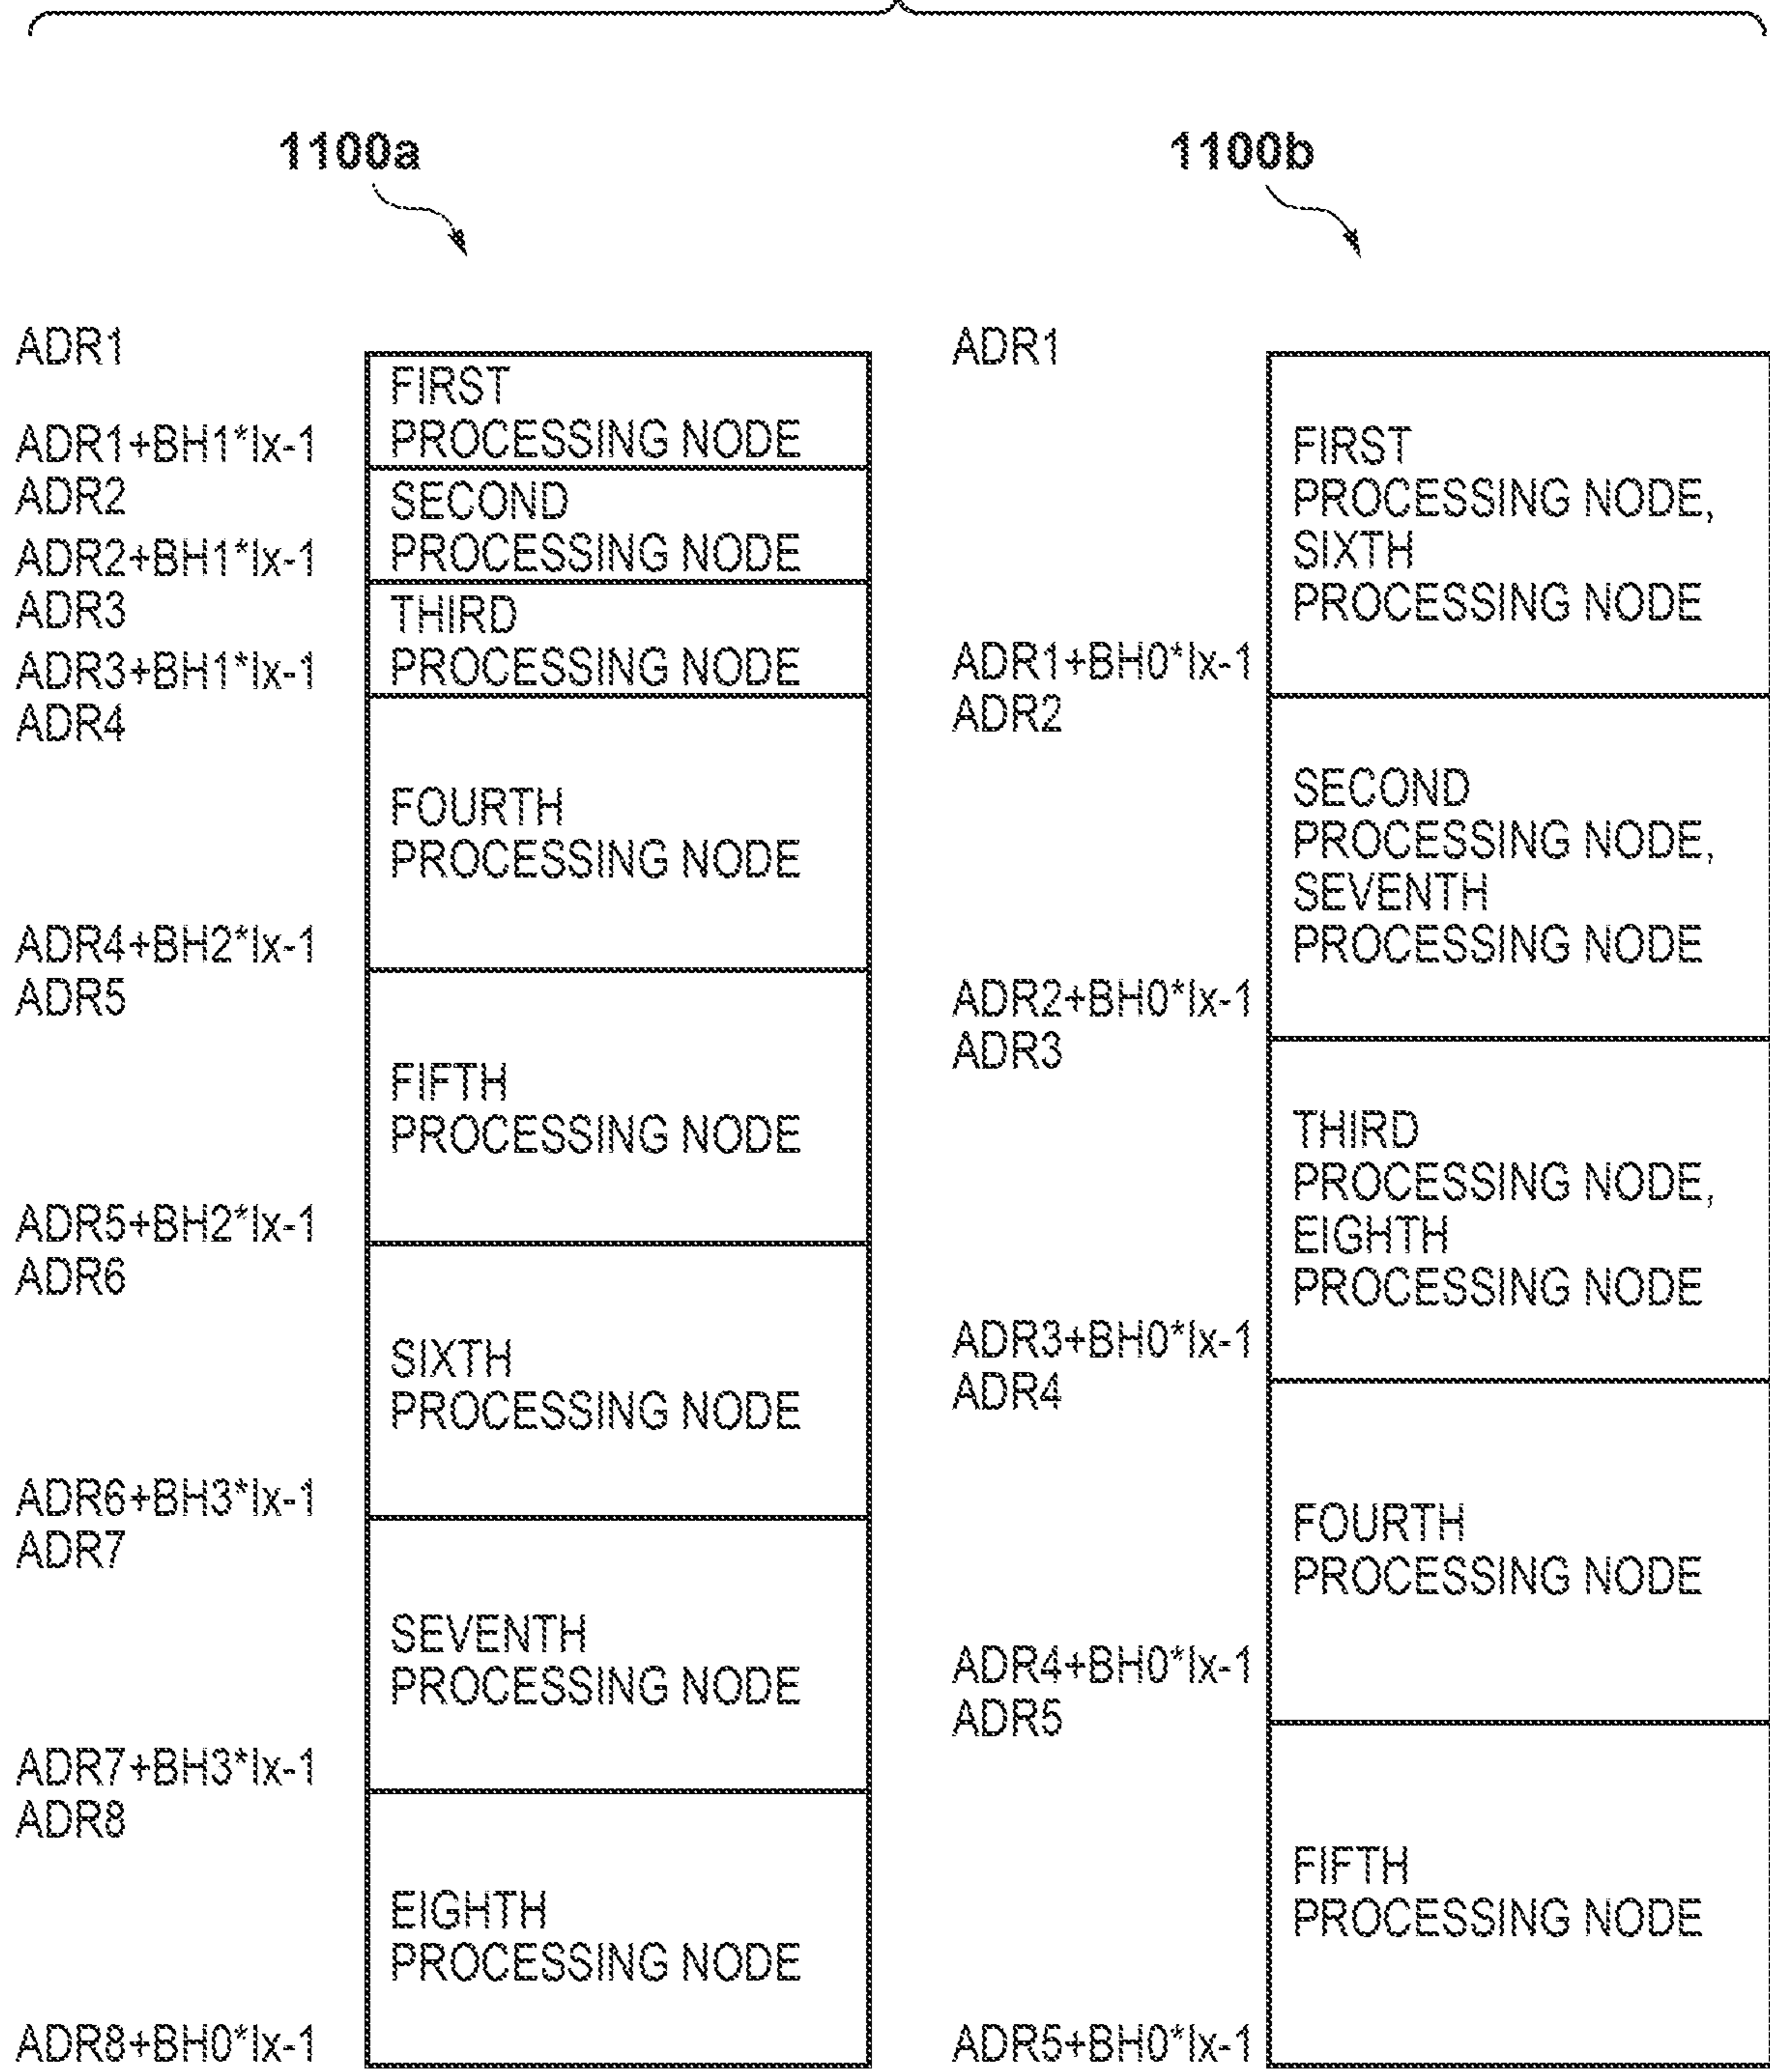 1100a
ADR1
FIRST
PROCESSING NODE
ADR1+BH1*Ix-1
ADR2
SECOND
PROCESSING NODE
ADR2+BH1*Ix-1
ADR3
THIRD
PROCESSING NODE
ADR3+BH1*Ix-1
ADR4
FOURTH
PROCESSING NODE
ADR4+BH2*Ix-1
ADR5
FIFTH
PROCESSING NODE
ADR5+BH2*Ix-1
ADR6
SIXTH
PROCESSING NODE
ADR6+BH3*Ix-1
ADR7
SEVENTH
PROCESSING NODE
ADR7+BH3*Ix-1
ADR8
EIGHTH
PROCESSING NODE
ADR8+BH0*Ix-1
1100b
ADR1
FIRST
PROCESSING NODE,
SIXTH
PROCESSING NODE
ADR1+BH0*Ix-1
ADR2
SECOND
PROCESSING NODE,
SEVENTH
PROCESSING NODE
ADR2+BH0*Ix-1
ADR3
THIRD
PROCESSING NODE,
EIGHTH
PROCESSING NODE
ADR3+BH0*Ix-1
ADR4
FOURTH
PROCESSING NODE
ADR4+BH0*Ix-1
ADR5
FIFTH
PROCESSING NODE
ADR5+BH0*Ix-1